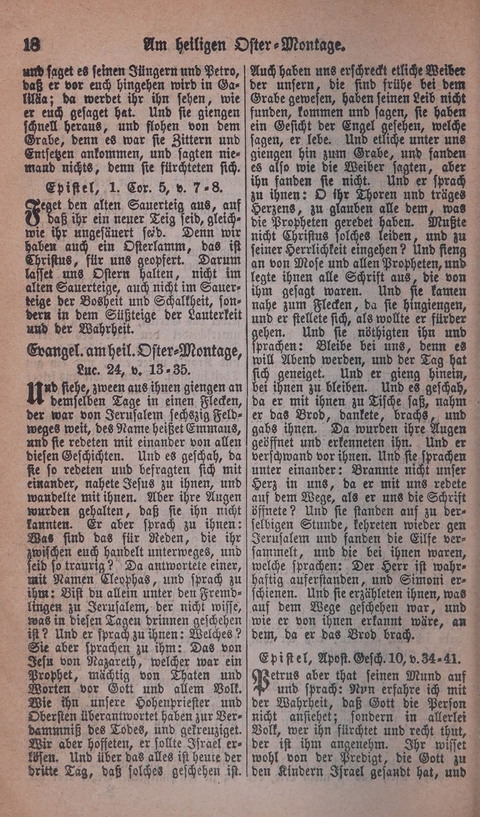 18 Am heiligen Oster-Montage.
und saget es seinen Jüngern und Petro,
daß er vor euch hingehen wird in Ga-
liläa; da werdet ihr ihn sehen, wie
er euch gesaget hat. Und sie giengen
schnell heraus, und flohen von dem
Grabe, denn es war sie Zittern und
Entsetzen ankommen, und sagten nie-
mand nichts, denn sie fürchteten sich.
Epistel, 1. Cor. 5, v. 7-8.
Feget den alten Sauerteig aus, auf
daß ihr ein neuer Teig seid, gleich-
wie ihr ungesäuert seid. Denn wir
haben auch ein Osterlamm, das ist
Christus, für uns geopfert. Darum
lasset uns Ostern halten, nicht im
alten Sauerteige, auch nicht im Sauer-
teige der Bosheit und Schalkheit, son-
dern in dem Süßteige der Lauterkeit
und der Wahrheit.
Evangel. am heil. Oster-Montage,
Luc. 24, v. 13-35.
Und siehe, zween aus ihnen giengen an
demselben Tage in einen Flecken,
der war von Jerusalem sechszig Feld-
weges weit, des Name heißet Emmaus,
und sie redeten mit einander von allen
diesen Geschichten. Und es geschah, da
sie so redeten und befragten sich mit
einander, nahete Jesus zu ihnen, und
wandelte mit ihnen. Aber ihre Augen
wurden gehalten, daß sie ihn nicht
kannten. Er aber sprach zu ihnen:
Was sind das für Reden, die ihr
zwischen euch handelt unterweges, und
seid so traurig? Da antwortete einer,
mit Namen Cleophas, und sprach zu
ihm: Bist du allein unter den Fremd-
lingen zu Jerusalem, der nicht wisse,
was in diesen Tagen drinnen geschehen
ist? Und er sprach zu ihnen: Welches?
Sie aber sprachen zu ihm: Das von
Jesu von Nazareth, welcher war ein
Prophet, mächtig von Thaten und
Worten vor Gott und allem Volk.
Wie ihn unsere Hohenpriester und
Obersten überantwortet haben zur Ver-
dammniß des Todes, und gekreuziget.
Wir aber hoffeten, er sollte Israel er-
lösen. Und über das alles ist heute der
dritte Tag, daß solches geschehen ist.
Auch haben uns erschreckt etliche Weiber
der unsern, die sind frühe bei dem
Grabe gewesen, haben seinen Leib nicht
funden, kommen und sagen, sie haben
ein Gesicht der Engel gesehen, welche
sagen, er lebe. Und etliche unter uns
giengen hin zum Grabe, und fanden
es also wie die Weiber sagten, aber
ihn fanden sie nicht. Und er sprach
zu ihnen: O ihr Thoren und träges
Herzens, zu glauben alle dem, was
die Propheten geredet haben. Mußte
nicht Christus solches leiden, und zu
seiner Herrlichkeit eingehen? Und fieng
an von Mose und allen Propheten, und
legte ihnen alle Schrift aus, die von
ihm gesagt waren. Und sie kamen
nahe zum Flecken, da sie hingiengen,
und er stellete sich, als wollte er fürder
gehen. Und sie nöthigten ihn und
sprachen: Bleibe bei uns, denn es
will Abend werden, und der Tag hat
sich geneiget. Und er gieng hinein,
bei ihnen zu bleiben. Und es geschah,
da er mit ihnen zu Tische saß, nahm
er das Brod, dankete, brachs, und
gabs ihnen. Da wurden ihre Augen
geöffnet und erkenneten ihn. Und er
verschwand vor ihnen. Und sie sprachen
unter einander: Brannte nicht unser
Herz in uns, da er mit uns redete
auf dem Wege, als er uns die Schrift
öffnete? Und sie standen auf zu der-
selbigen Stunde, kehreten wieder gen
Jerusalem und fanden die Eilfe ver-
sammelt, und die bei ihnen waren,
welche sprachen: Der Herr ist wahr-
haftig auferstanden, und Simoni er-
schienen. Und sie erzähleten ihnen, was
auf dem Wege geschehen war, und
wie er von ihnen erkannt wäre, an
dem, da er das Brod brach.
Epistel, Apost. Gesch. 10, v. 34-41.
Petrus aber that seinen Mund auf
und sprach: Nun erfahre ich mit
der Wahrheit, daß Gott die Person
nicht ansiehet; sondern in allerlei
Volk, wer ihn fürchtet und recht thut,
der ist ihm angenehm. Ihr wisset
wohl von der Predigt, die Gott zu
den Kindern Israel gesandt hat, und